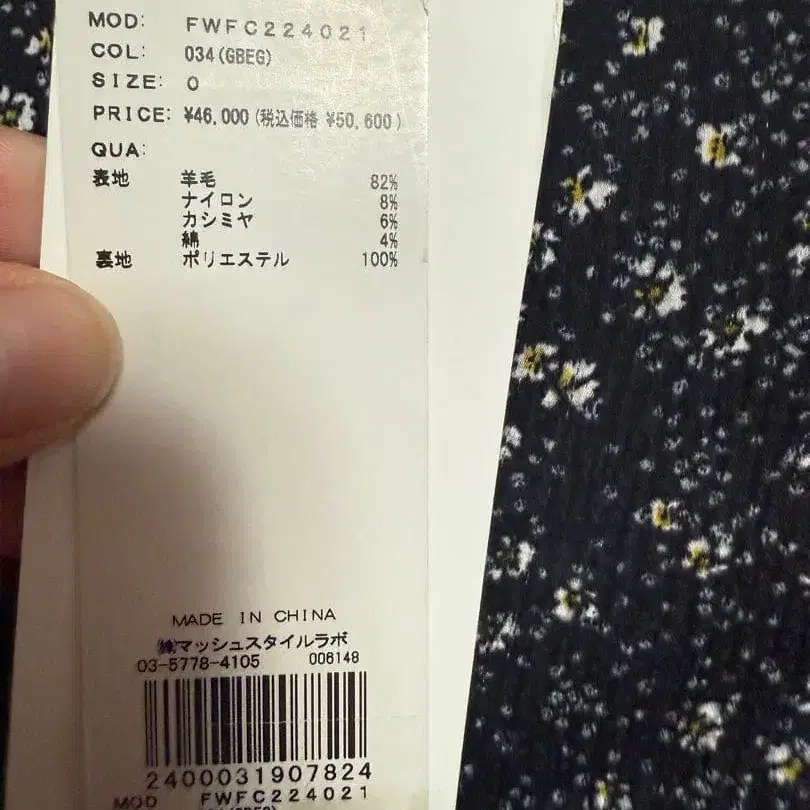 MOD: FWFC224021
COL: 034(GBEG)
SIZE: 0
PRICE: ¥46,000(税込価格 ¥50,600)
QUA:
表地 羊毛 82%
ナイロン 8%
カシミヤ 6%
綿 4%
裏地 ポリエステル 100%
MADE IN CHINA
㈱マッシュスタイルラボ
03-5778-4105 006148
2400031907824
MOD FWFC224021